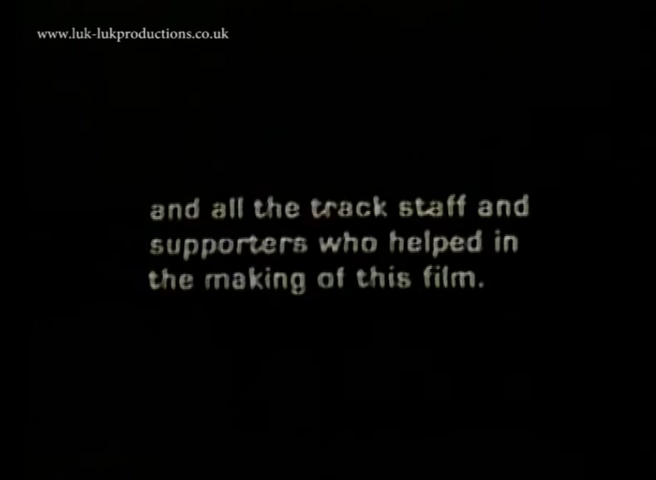 www.luk-lukproductions.co.uk
and all the track staff and
supporters who helped in
the making of this film.